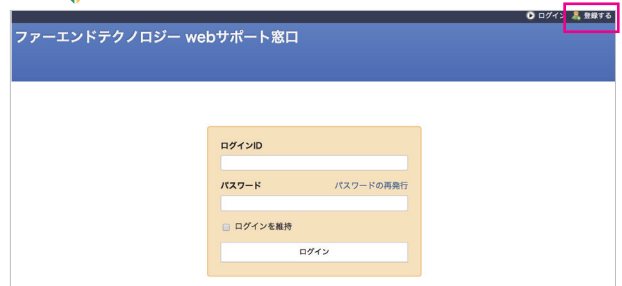 ログイン 登録する
ファーエンドテクノロジー webサポート窓口
ログインID
パスワード パスワードの再発行
ログインを維持
ログイン